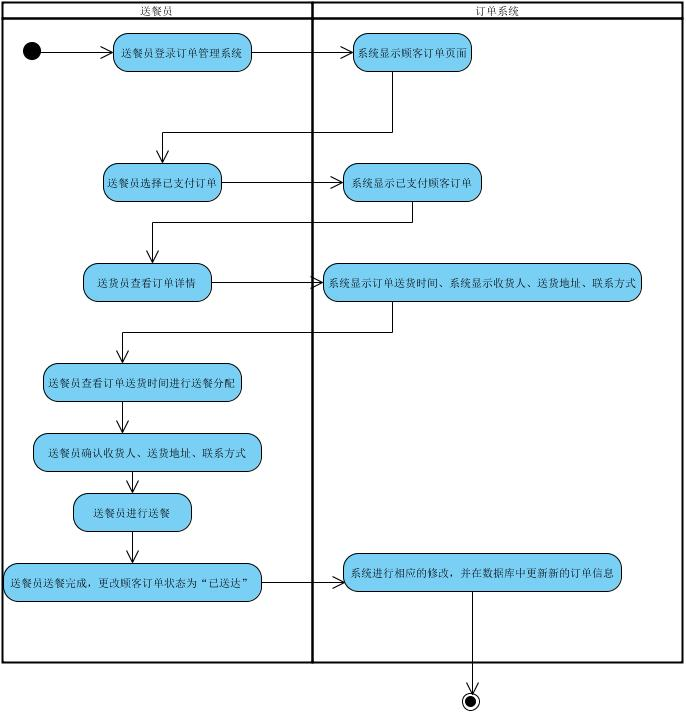 送餐员
订单系统
送餐员登录订单管理系统
系统显示顾客订单页面
送餐员选择已支付订单
系统显示已支付顾客订单
送货员查看订单详情
系统显示订单送货时间、系统显示收货人、送货地址、联系方式
送餐员查看订单送货时间进行送餐分配
送餐员确认收货人、送货地址、联系方式
送餐员进行送餐
送餐员送餐完成，更改顾客订单状态为“已送达”
系统进行相应的修改，并在数据库中更新新的订单信息